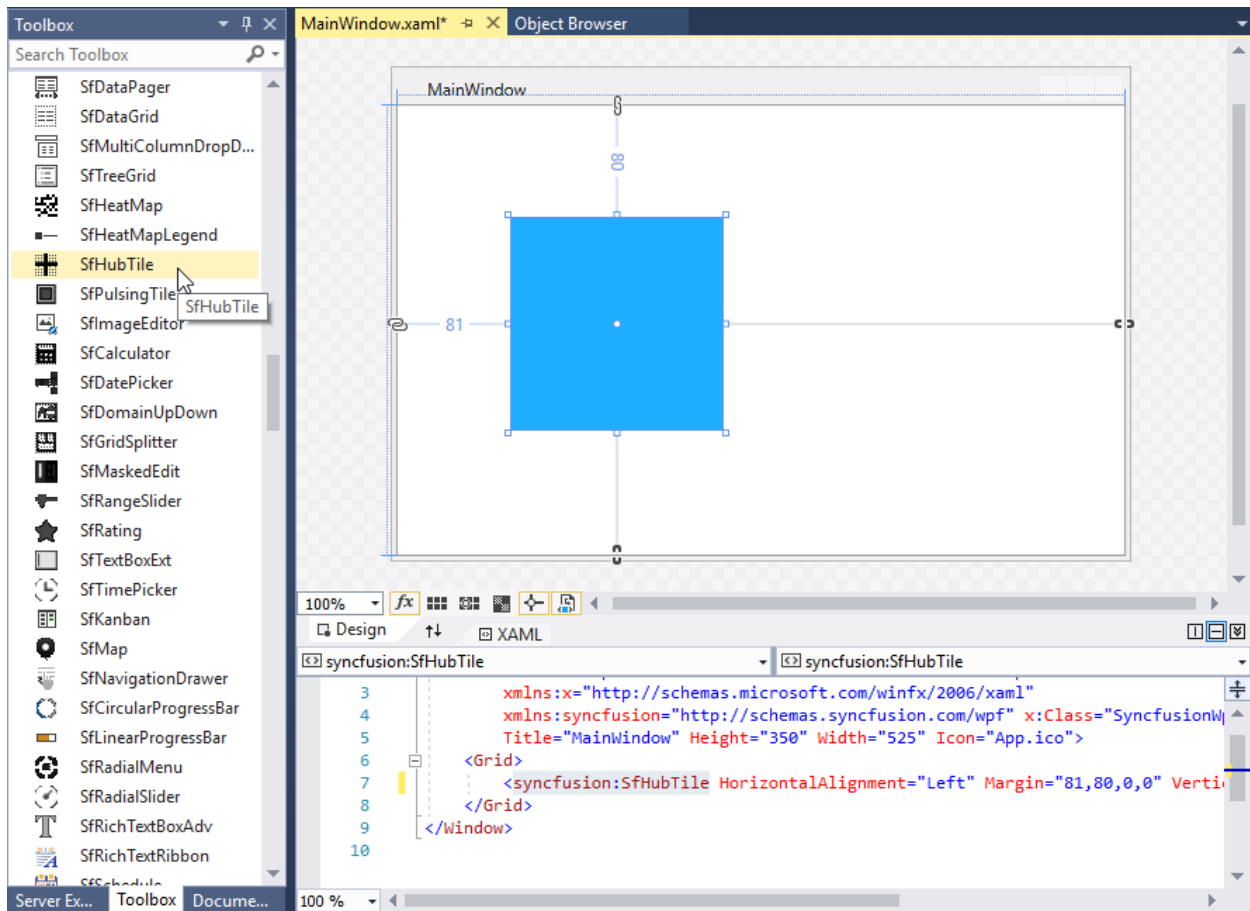 Toolbox
Search Toolbox
SfDataPager
SfDataGrid
SfMultiColumnDropD...
SfTreeGrid
SfHeatMap
SfHeatMapLegend
SfHubTile
SfPulsingTile
SfHubTile
SfImageEditor
SfCalculator
SfDatePicker
SfDomainUpDown
SfGridSplitter
SfMaskedEdit
SfRangeSlider
SfRating
SfTextBoxExt
SfTimePicker
SfKanban
SfMap
SfNavigationDrawer
SfCircularProgressBar
SfLinearProgressBar
SfRadialMenu
SfRadialSlider
SfRichTextBoxAdv
SfRichTextRibbon
SfSchedule
Server Ex... Toolbox Docume...
MainWindow.xaml* Object Browser
MainWindow
80
81
100% fx
Design XAML
syncfusion:SfHubTile syncfusion:SfHubTile
3 xmlns:x="http://schemas.microsoft.com/winfx/2006/xaml"
4 xmlns:syncfusion="http://schemas.syncfusion.com/wpf" x:Class="SyncfusionW
5 Title="MainWindow" Height="350" Width="525" Icon="App.ico">
6 <Grid>
7 <syncfusion:SfHubTile HorizontalAlignment="Left" Margin="81,80,0,0" Verti
8 </Grid>
9 </Window>
10
100 %